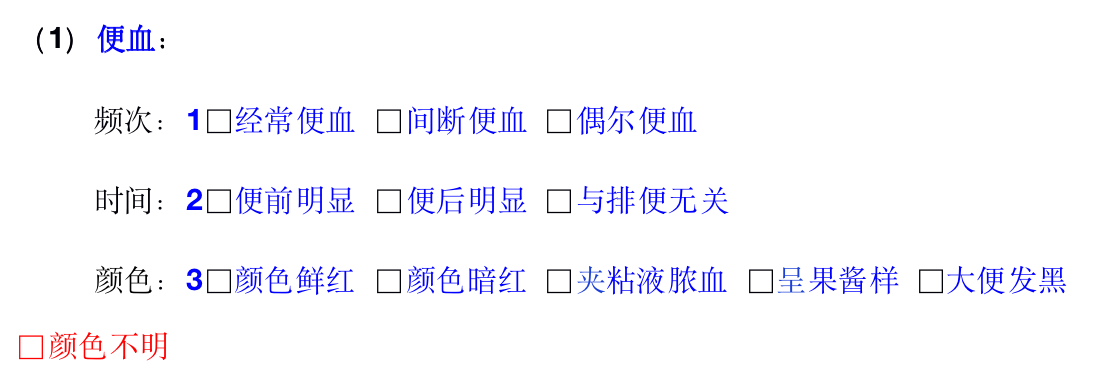 （1） 便血：
频次：1□经常便血 □间断便血 □偶尔便血
时间：2□便前明显 □便后明显 □与排便无关
颜色：3□颜色鲜红 □颜色暗红 □夹粘液脓血 □呈果酱样 □大便发黑
□颜色不明